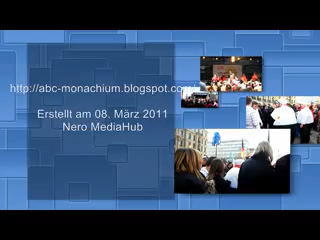 http://abc-monachium.blogspot.com
Erstellt am 08. März 2011
Nero MediaHub